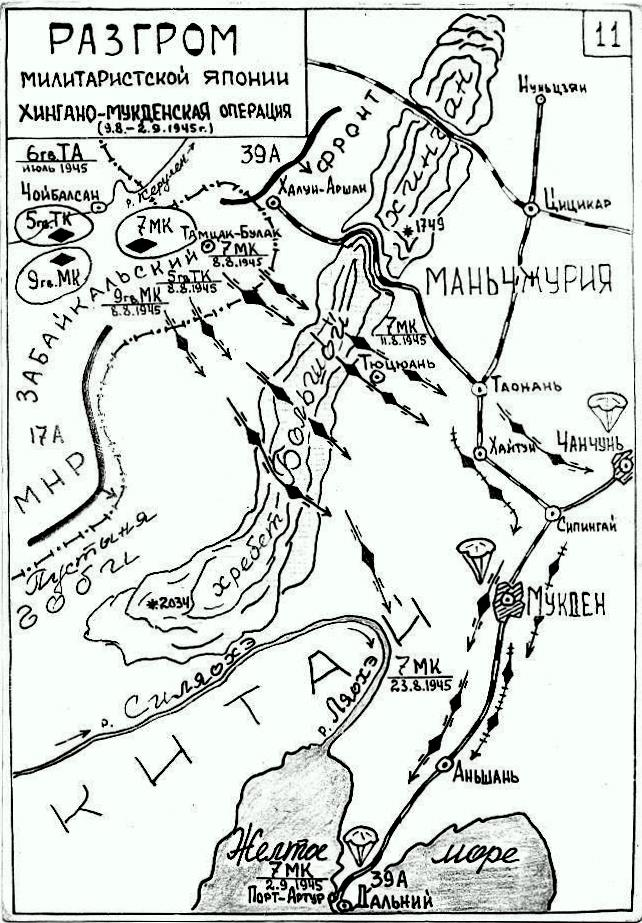 РАЗГРОМ
МИЛИТАРИСТСКОЙ ЯПОНИИ
ХИНГАНО-МУКДЕНСКАЯ ОПЕРАЦИЯ
(9.8.–2.9.1945г.)
11
6гв.ТА
июль 1945
Чойбалсан
р. Керулен
39А
ФРОНТ
Халун-Аршан
ХИНГАН
Нуньцзян
Цицикар
*1749
5гв.ТК
7МК
9гв.МК
Тамцак-Булак
7МК
8.8.1945
5гв.ТК
8.8.1945
9гв.МК
8.8.1945
ЗАБАЙКАЛЬСКИЙ
МАНЬЧЖУРИЯ
7МК
11.8.1945
Тюцюань
Большой
Таонань
17А
МНР
Хайтун
Чанчунь
Пустыня
Гоби
хребет
Сипингай
*2034
Мукден
КИТАЙ
р. Силяохэ
р. Ляохэ
7МК
23.8.1945
Аньшань
Желтое
море
7МК
2.9.1945
Порт-Артур
39А
Дальний